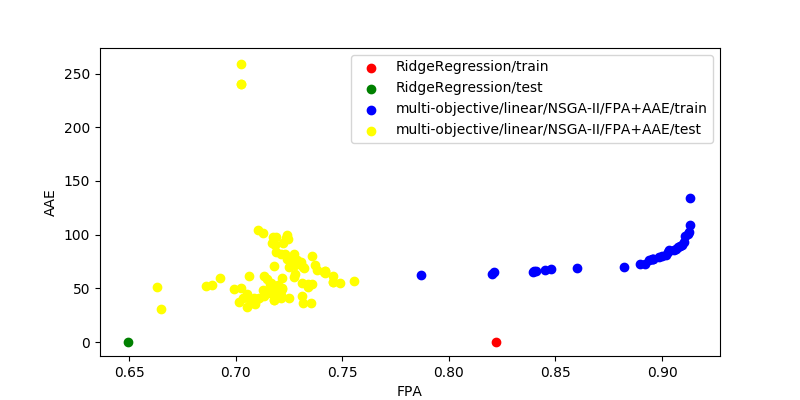 RidgeRegression/train
RidgeRegression/test
multi-objective/linear/NSGA-II/FPA+AAE/train
multi-objective/linear/NSGA-II/FPA+AAE/test
AAE
250
200
150
100
50
0
0.65 0.70 0.75 0.80 0.85 0.90
FPA